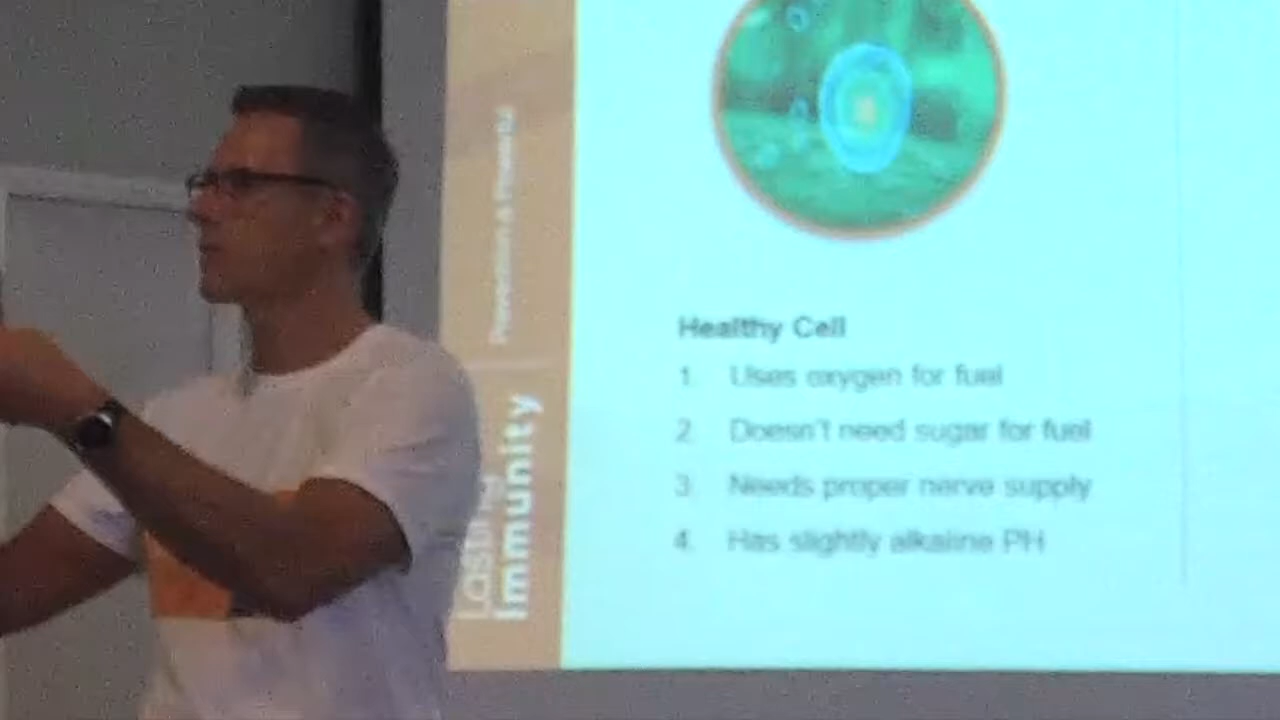 Lasting
Immunity
Healthy Cell
1. Uses oxygen for fuel
2. Doesn't need sugar for fuel
3. Needs proper nerve supply
4. Has slightly alkaline PH